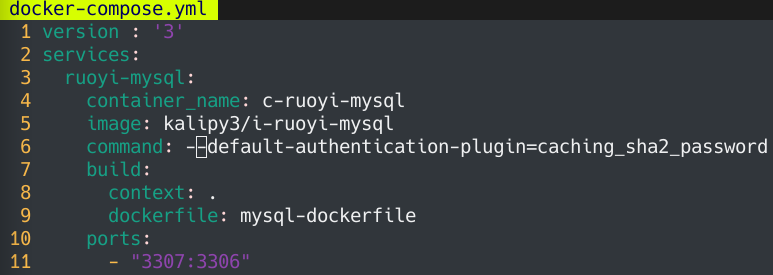 docker-compose.yml
1 version : '3'
2 services:
3   ruoyi-mysql:
4     container_name: c-ruoyi-mysql
5     image: kalipy3/i-ruoyi-mysql
6     command: --default-authentication-plugin=caching_sha2_password
7     build:
8       context: .
9       dockerfile: mysql-dockerfile
10     ports:
11       - "3307:3306"